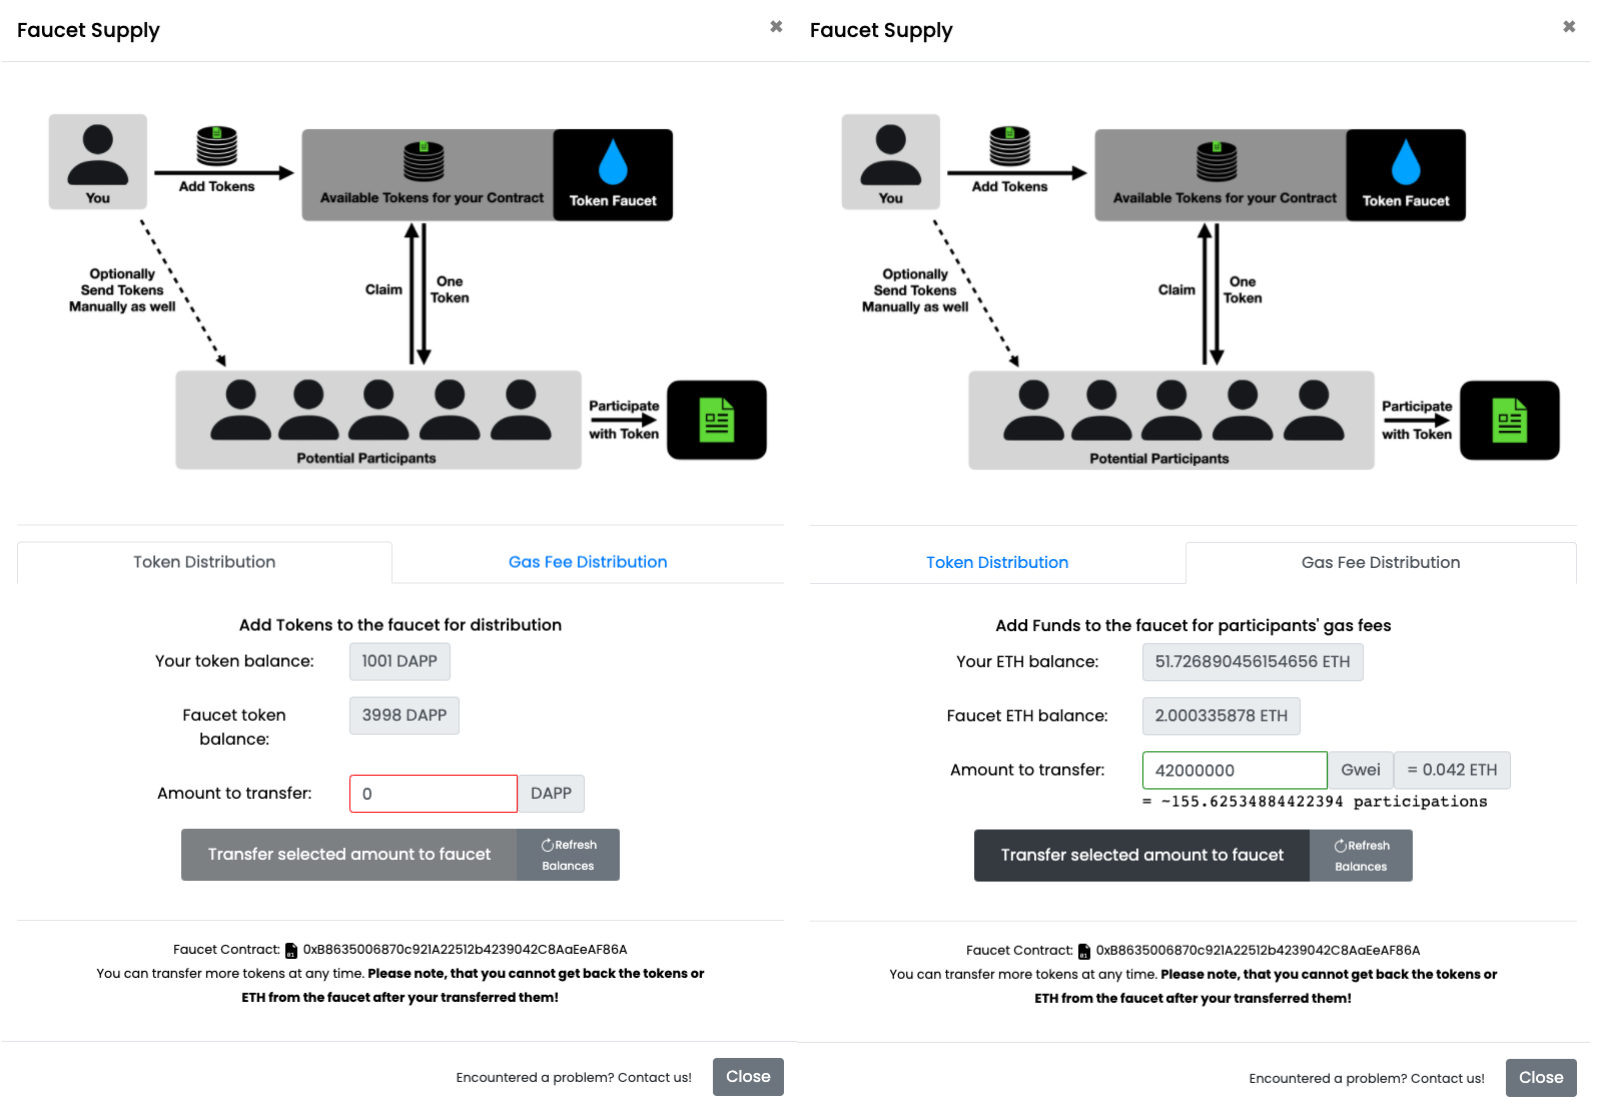 Faucet Supply
✖
You
Add Tokens
Available Tokens for your Contract
Token Faucet
Optionally
Send Tokens
Manually as well
Claim
One
Token
Potential Participants
Participate
with Token
Token Distribution
Gas Fee Distribution
Add Tokens to the faucet for distribution
Your token balance:
1001 DAPP
Faucet token
balance:
3998 DAPP
Amount to transfer:
0
DAPP
Transfer selected amount to faucet
Refresh
Balances
Faucet Contract: 0xB8635006870c921A22512b4239042C8AaEeAF86A
You can transfer more tokens at any time. Please note, that you cannot get back the tokens or
ETH from the faucet after your transferred them!
Encountered a problem? Contact us!
Close
Faucet Supply
✖
You
Add Tokens
Available Tokens for your Contract
Token Faucet
Optionally
Send Tokens
Manually as well
Claim
One
Token
Potential Participants
Participate
with Token
Token Distribution
Gas Fee Distribution
Add Funds to the faucet for participants' gas fees
Your ETH balance:
51.726890456154656 ETH
Faucet ETH balance:
2.000335878 ETH
Amount to transfer:
42000000
Gwei
= 0.042 ETH
= ~155.62534884422394 participations
Transfer selected amount to faucet
Refresh
Balances
Faucet Contract: 0xB8635006870c921A22512b4239042C8AaEeAF86A
You can transfer more tokens at any time. Please note, that you cannot get back the tokens or
ETH from the faucet after your transferred them!
Encountered a problem? Contact us!
Close